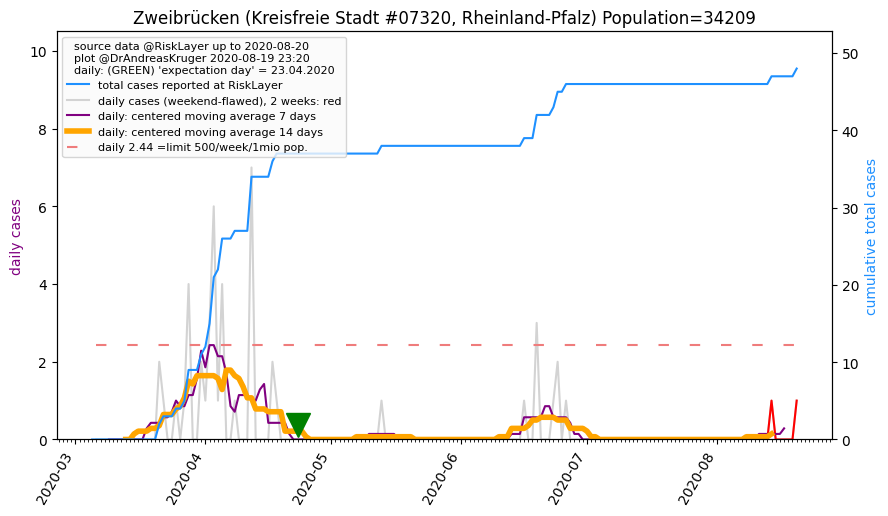 Zweibrücken (Kreisfreie Stadt #07320, Rheinland-Pfalz) Population=34209
source data @RiskLayer up to 2020-08-20
plot @DrAndreasKruger 2020-08-19 23:20
daily: (GREEN) 'expectation day' = 23.04.2020
total cases reported at RiskLayer
daily cases (weekend-flawed), 2 weeks: red
daily: centered moving average 7 days
daily: centered moving average 14 days
daily 2.44 =limit 500/week/1mio pop.
daily cases
10
8
6
4
2
0
cumulative total cases
50
40
30
20
10
0
2020-03
2020-04
2020-05
2020-06
2020-07
2020-08